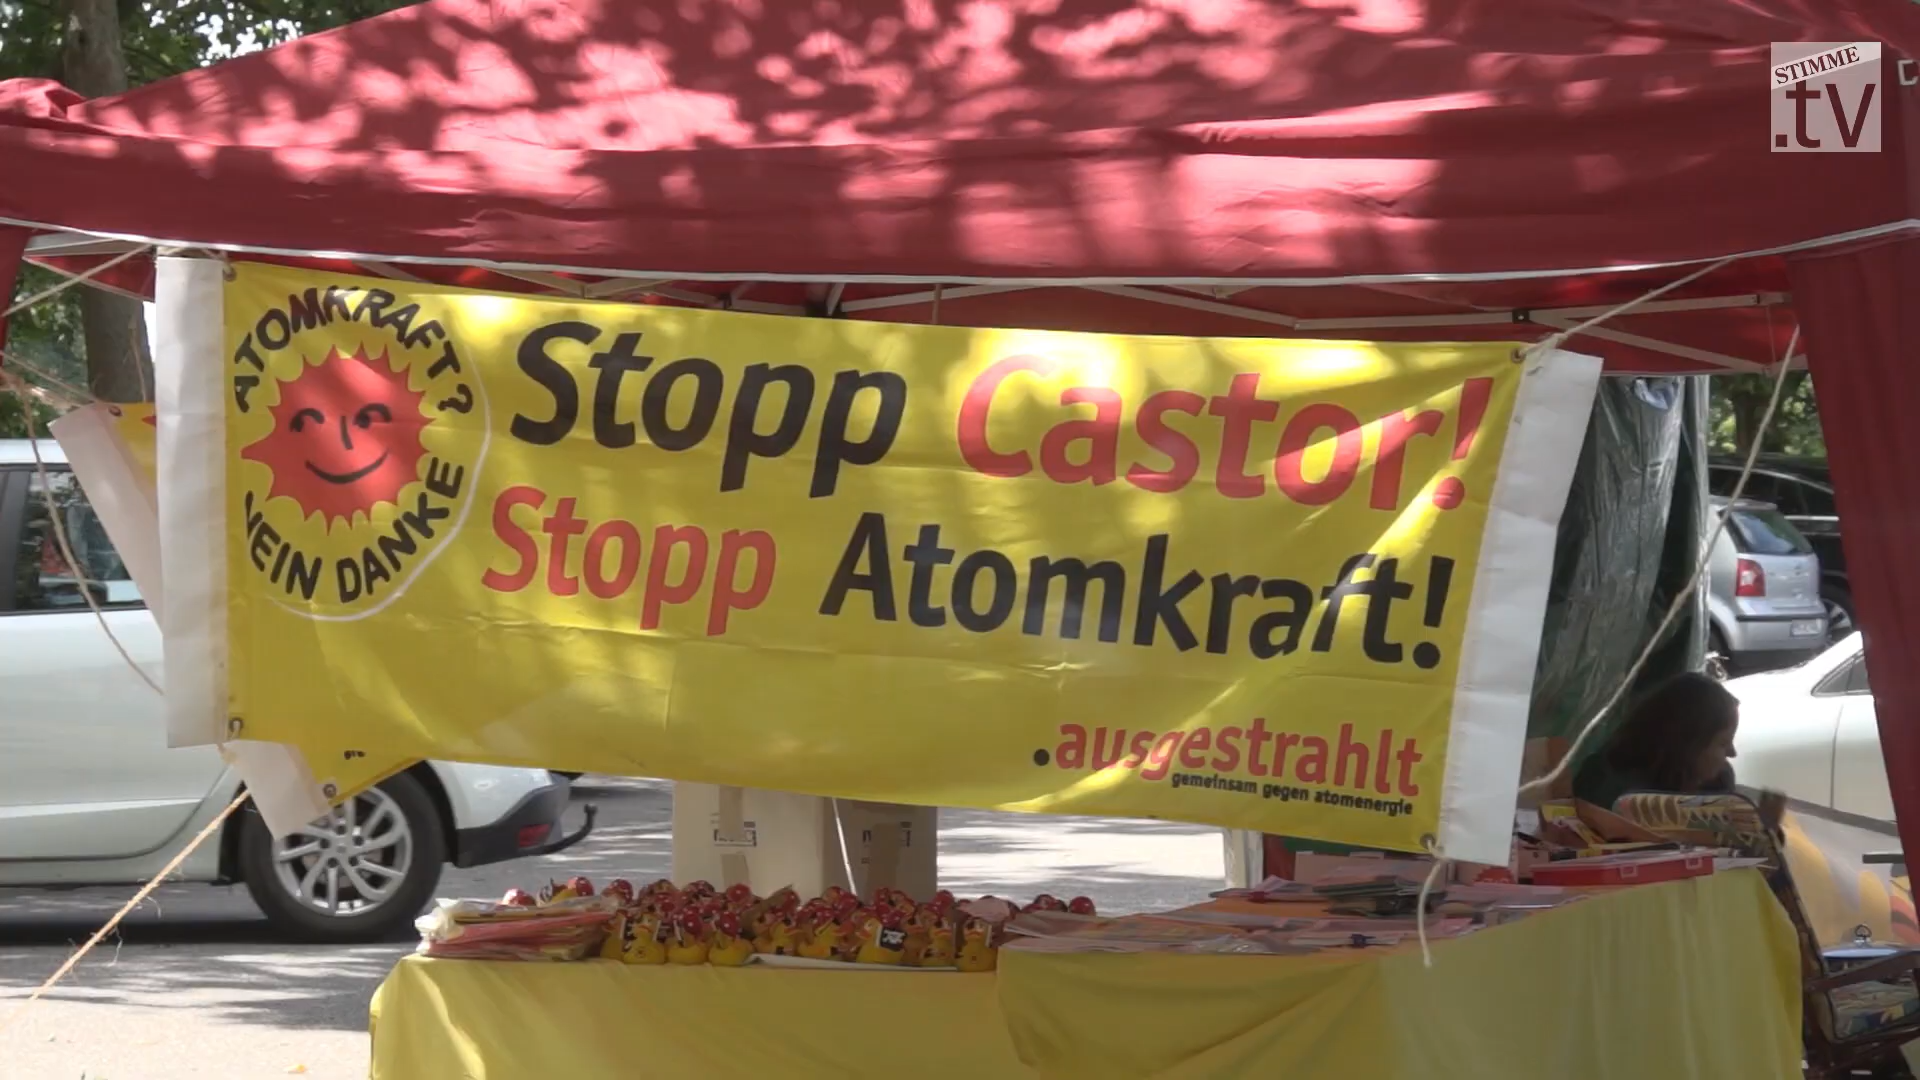 STIMME
.tv
ATOMKRAFT?
NEIN DANKE
Stopp Castor!
Stopp Atomkraft!
.ausgestrahlt
gemeinsam gegen atomenergie